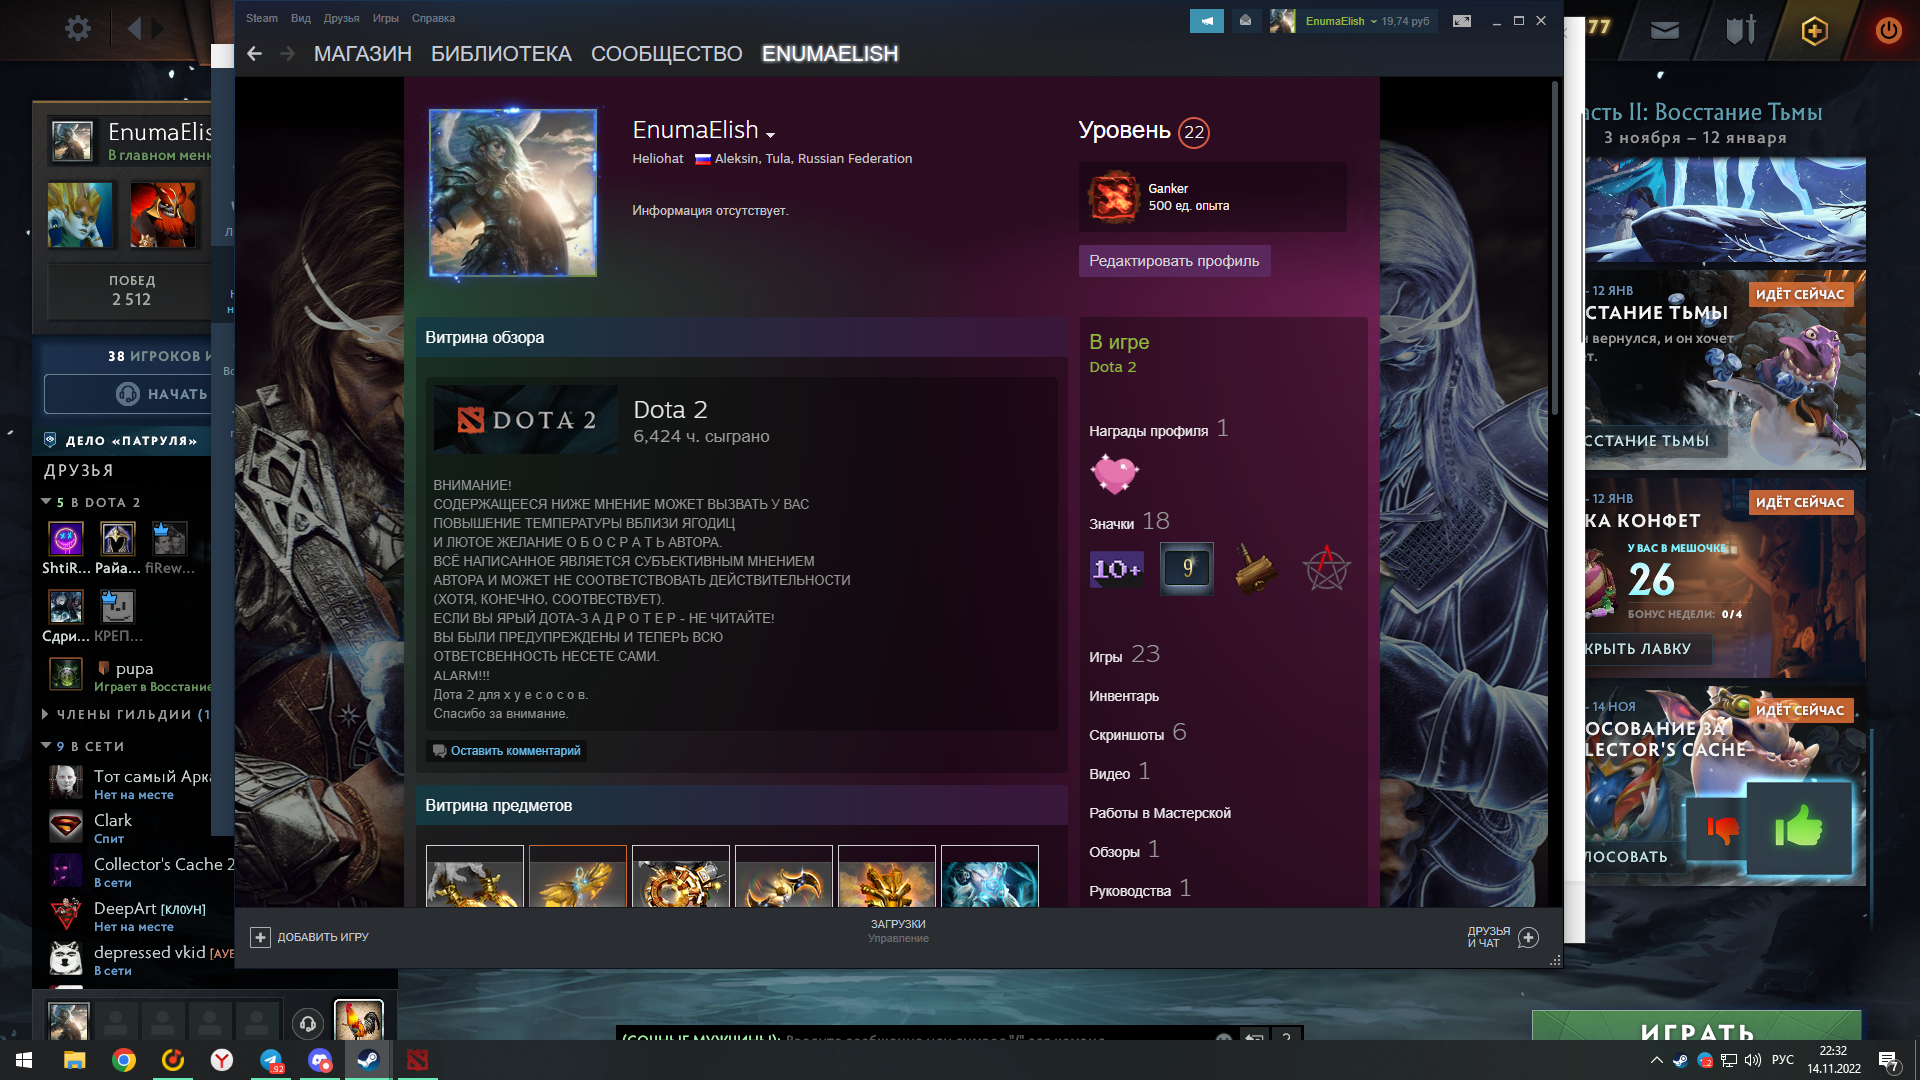 Steam Вид Друзья Игры Справка
EnumaElish 19,74 руб
МАГАЗИН БИБЛИОТЕКА СООБЩЕСТВО ENUMAELISH
77
EnumaElis
В главном меню
ПОБЕД
2 512
38 ИГРОКОВ И
НАЧАТЬ
ДЕЛО «ПАТРУЛЯ»
ДРУЗЬЯ
5 В DOTA 2
ShtiR... Райа... fiRew...
Сдри... КРЕП...
pupa
Играет в Восстание
ЧЛЕНЫ ГИЛЬДИИ (1
9 В СЕТИ
Тот самый Арка
Нет на месте
Clark
Спит
Collector's Cache 2
В сети
DeepArt [КЛОУН]
Нет на месте
depressed vkid [АУЕ
В сети
EnumaElish
Heliohat Aleksin, Tula, Russian Federation
Информация отсутствует.
Уровень 22
Ganker
500 ед. опыта
Редактировать профиль
Витрина обзора
DOTA 2
Dota 2
6,424 ч. сыграно
ВНИМАНИЕ!
СОДЕРЖАЩЕЕСЯ НИЖЕ МНЕНИЕ МОЖЕТ ВЫЗВАТЬ У ВАС
ПОВЫШЕНИЕ ТЕМПЕРАТУРЫ ВБЛИЗИ ЯГОДИЦ
И ЛЮТОЕ ЖЕЛАНИЕ О Б О С Р А Т Ь АВТОРА.
ВСЁ НАПИСАННОЕ ЯВЛЯЕТСЯ СУБЪЕКТИВНЫМ МНЕНИЕМ
АВТОРА И МОЖЕТ НЕ СООТВЕТСТВОВАТЬ ДЕЙСТВИТЕЛЬНОСТИ
(ХОТЯ, КОНЕЧНО, СООТВЕСТВУЕТ).
ЕСЛИ ВЫ ЯРЫЙ ДОТА-З А Д Р О Т Е Р - НЕ ЧИТАЙТЕ!
ВЫ БЫЛИ ПРЕДУПРЕЖДЕНЫ И ТЕПЕРЬ ВСЮ
ОТВЕТСВЕННОСТЬ НЕСЕТЕ САМИ.
ALARM!!!
Дота 2 для х у е с о с о в.
Спасибо за внимание.
Оставить комментарий
Витрина предметов
В игре
Dota 2
Награды профиля 1
Значки 18
10+ 9
Игры 23
Инвентарь
Скриншоты 6
Видео 1
Работы в Мастерской
Обзоры 1
Руководства 1
ДОБАВИТЬ ИГРУ
ЗАГРУЗКИ
Управление
ДРУЗЬЯ
И ЧАТ
асть II: Восстание Тьмы
3 ноября – 12 января
- 12 ЯНВ
ИДЁТ СЕЙЧАС
СТАНИЕ ТЬМЫ
н вернулся, и он хочет
ет.
ССТАНИЕ ТЬМЫ
- 12 ЯНВ
ИДЁТ СЕЙЧАС
КА КОНФЕТ
У ВАС В МЕШОЧКЕ
26
БОНУС НЕДЕЛИ: 0/4
КРЫТЬ ЛАВКУ
- 14 НОЯ
ИДЁТ СЕЙЧАС
ОСОВАНИЕ ЗА
LECTOR'S CACHE
ЛОСОВАТЬ
ИГРАТЬ
92
2
РУС
22:32
14.11.2022
7